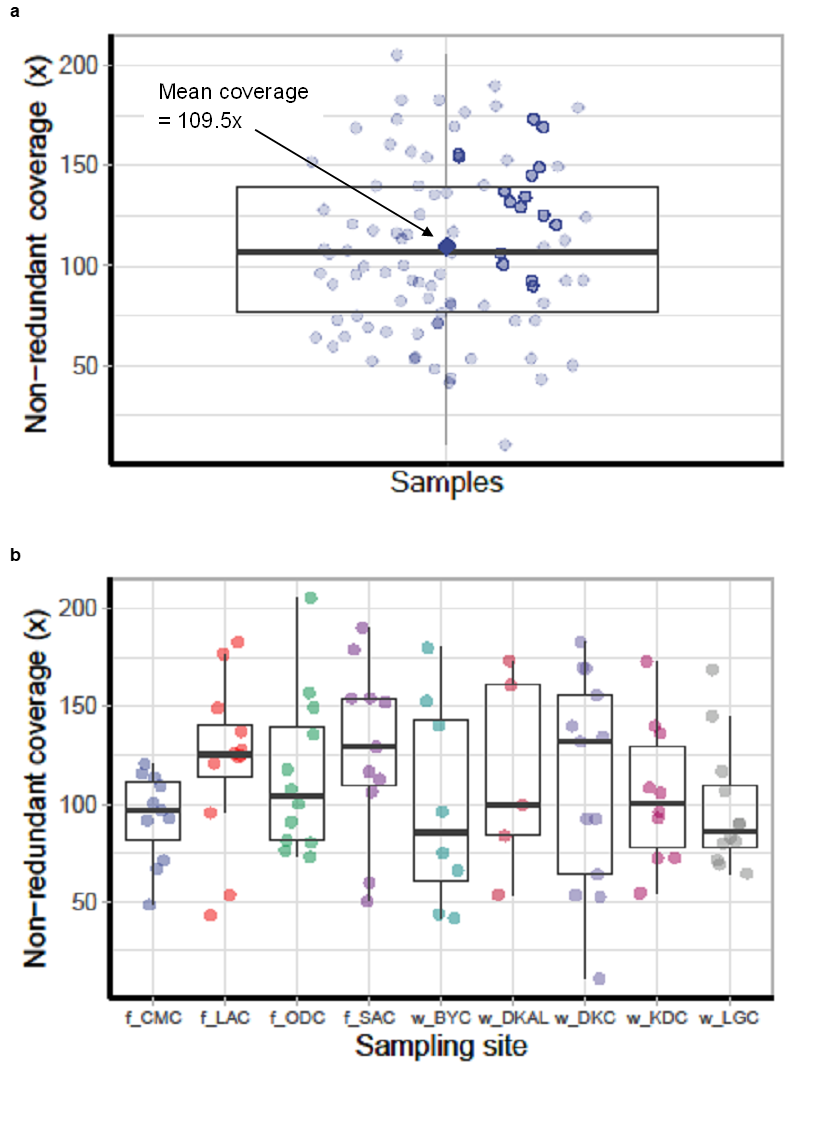 a
Non-redundant coverage (x)
200
150
100
50
Mean coverage
= 109.5x
Samples
b
Non-redundant coverage (x)
200
150
100
50
f_CMC f_LAC f_ODC f_SAC w_BYC w_DKAL w_DKC w_KDC w_LGC
Sampling site